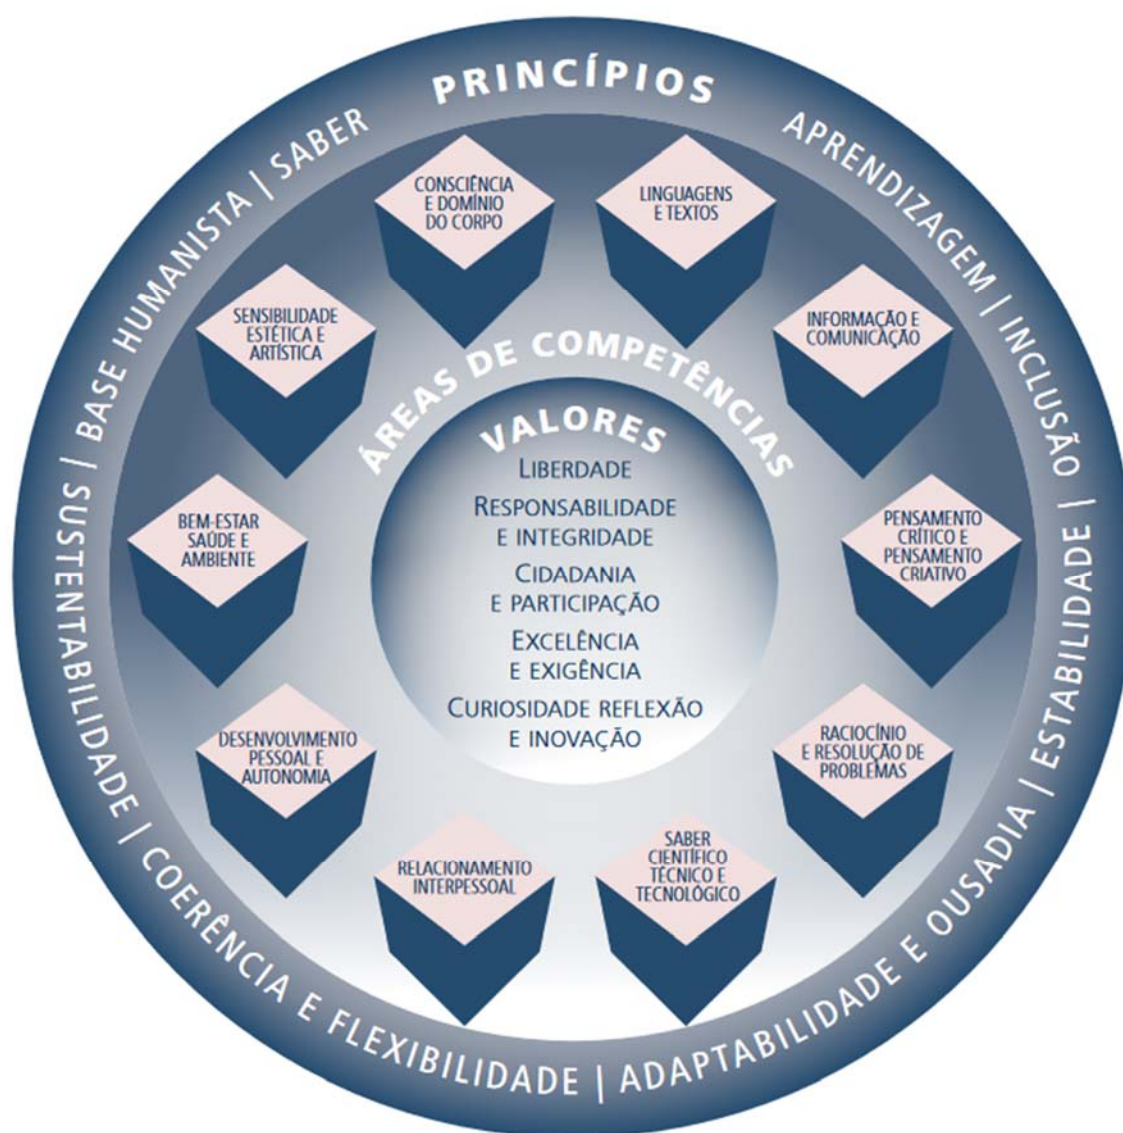 PRINCÍPIOS
APRENDIZAGEM | INCLUSÃO | ESTABILIDADE | ADAPTABILIDADE E OUSADIA | COERÊNCIA E FLEXIBILIDADE | SUSTENTABILIDADE | BASE HUMANISTA | SABER
ÁREAS DE COMPETÊNCIAS
LINGUAGENS
E TEXTOS
INFORMAÇÃO E
COMUNICAÇÃO
PENSAMENTO
CRÍTICO E
PENSAMENTO
CRIATIVO
RACIOCÍNIO
E RESOLUÇÃO DE
PROBLEMAS
SABER
CIENTÍFICO
TÉCNICO E
TECNOLÓGICO
RELACIONAMENTO
INTERPESSOAL
DESENVOLVIMENTO
PESSOAL E
AUTONOMIA
BEM-ESTAR
SAÚDE E
AMBIENTE
SENSIBILIDADE
ESTÉTICA E
ARTÍSTICA
CONSCIÊNCIA
E DOMÍNIO
DO CORPO
VALORES
LIBERDADE
RESPONSABILIDADE
E INTEGRIDADE
CIDADANIA
E PARTICIPAÇÃO
EXCELÊNCIA
E EXIGÊNCIA
CURIOSIDADE REFLEXÃO
E INOVAÇÃO